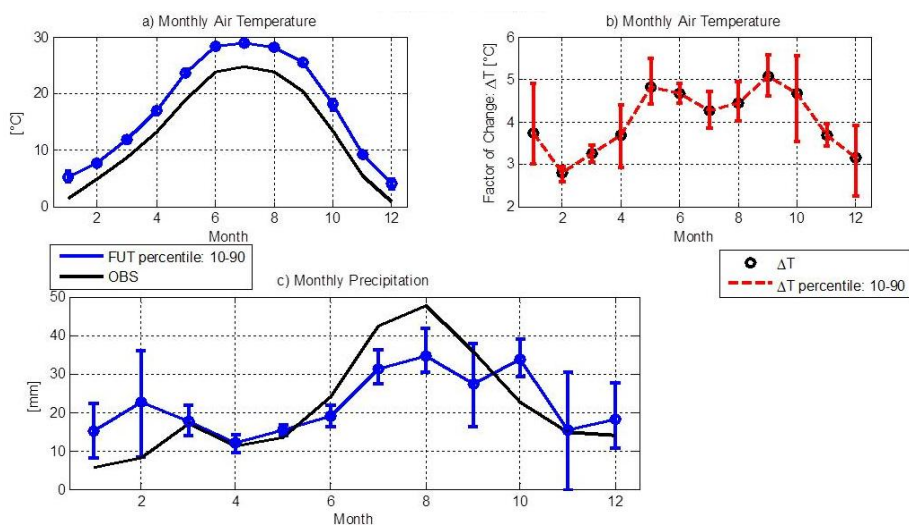 a) Monthly Air Temperature
30
20
10
0
[°C]
2 4 6 8 10 12
Month
b) Monthly Air Temperature
6
5
4
3
2
Factor of Change: ΔT [°C]
2 4 6 8 10 12
Month
FUT percentile: 10-90
OBS
ΔT
ΔT percentile: 10-90
c) Monthly Precipitation
50
40
30
20
10
0
[mm]
2 4 6 8 10 12
Month